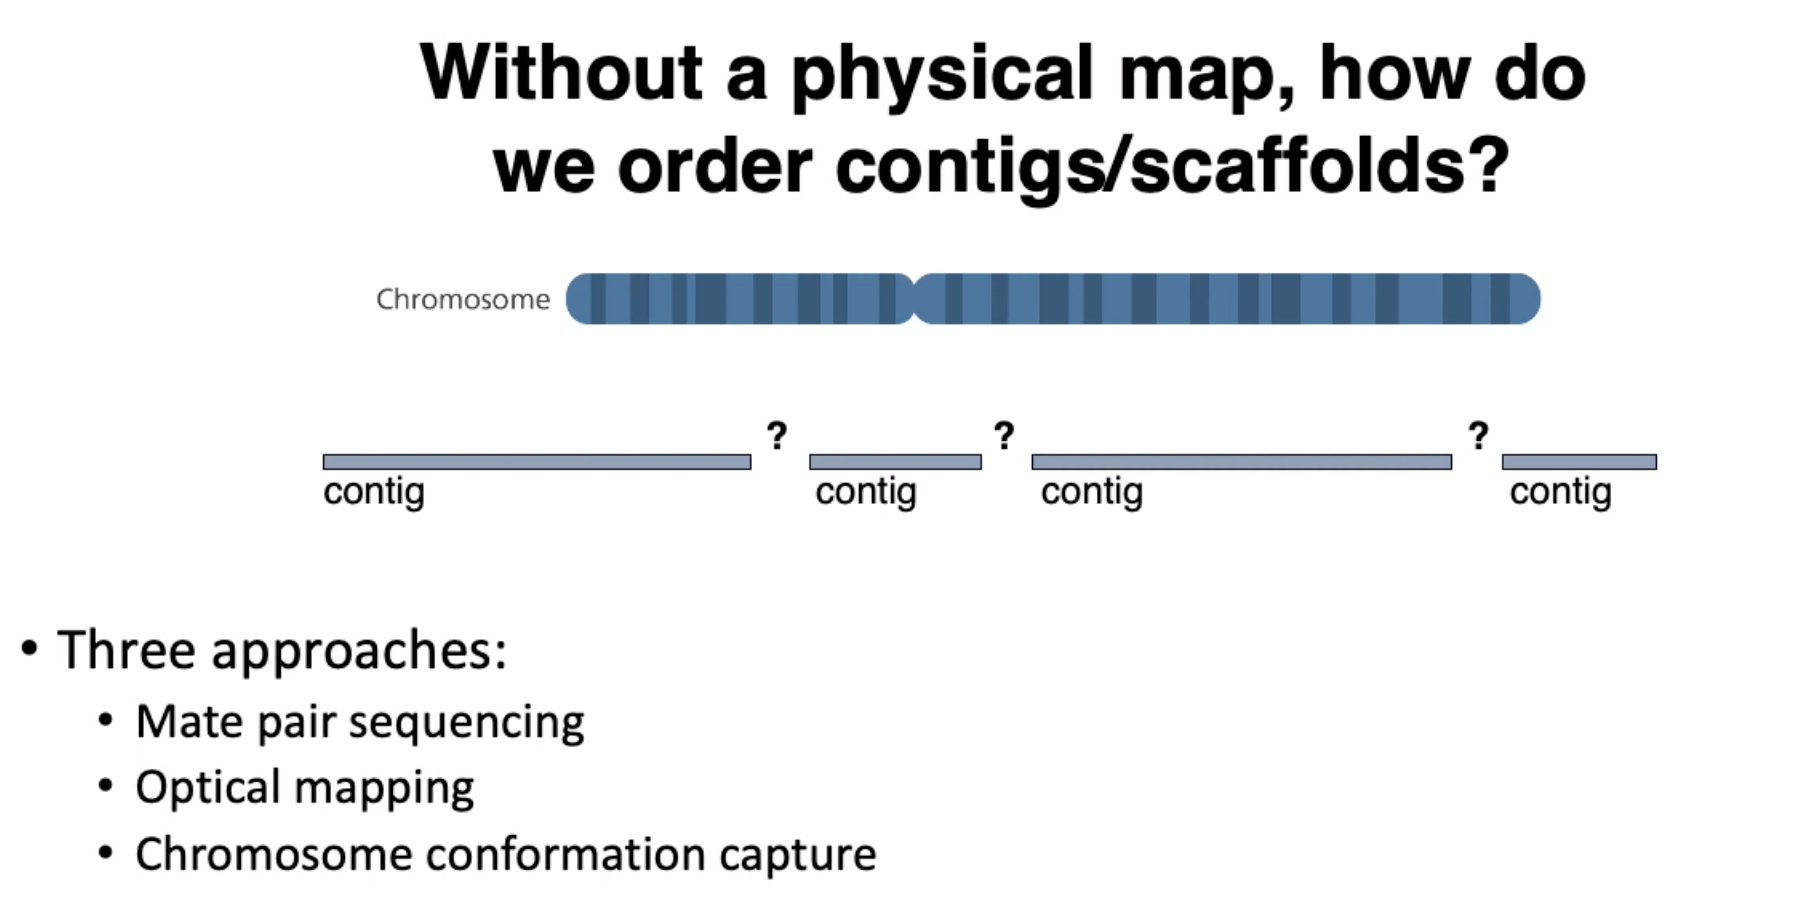 Without a physical map, how do
we order contigs/scaffolds?
Chromosome
? ? ?
contig contig contig contig
• Three approaches:
• Mate pair sequencing
• Optical mapping
• Chromosome conformation capture